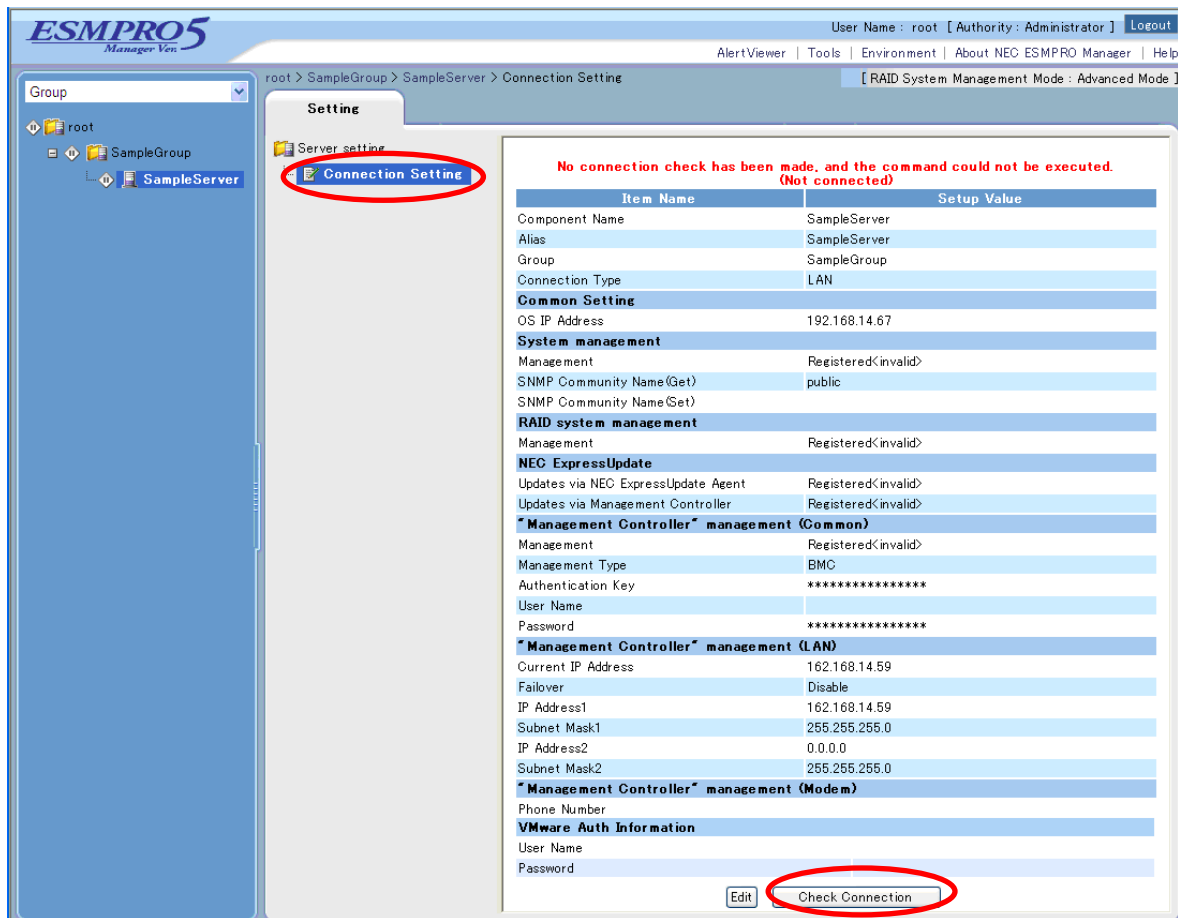 ESMPRO5
Manager Ver.
User Name : root [ Authority : Administrator ] Logout
AlertViewer | Tools | Environment | About NEC ESMPRO Manager | Help
root > SampleGroup > SampleServer > Connection Setting
[ RAID System Management Mode : Advanced Mode ]
Group
root
SampleGroup
SampleServer
Setting
Server setting
Connection Setting
No connection check has been made, and the command could not be executed.
(Not connected)
Item Name Setup Value
Component Name SampleServer
Alias SampleServer
Group SampleGroup
Connection Type LAN
Common Setting
OS IP Address 192.168.14.67
System management
Management Registered<invalid>
SNMP Community Name(Get) public
SNMP Community Name(Set)
RAID system management
Management Registered<invalid>
NEC ExpressUpdate
Updates via NEC ExpressUpdate Agent Registered<invalid>
Updates via Management Controller Registered<invalid>
"Management Controller" management (Common)
Management Registered<invalid>
Management Type BMC
Authentication Key ****************
User Name
Password ****************
"Management Controller" management (LAN)
Current IP Address 162.168.14.59
Failover Disable
IP Address1 162.168.14.59
Subnet Mask1 255.255.255.0
IP Address2 0.0.0.0
Subnet Mask2 255.255.255.0
"Management Controller" management (Modem)
Phone Number
VMware Auth Information
User Name
Password
Edit Check Connection